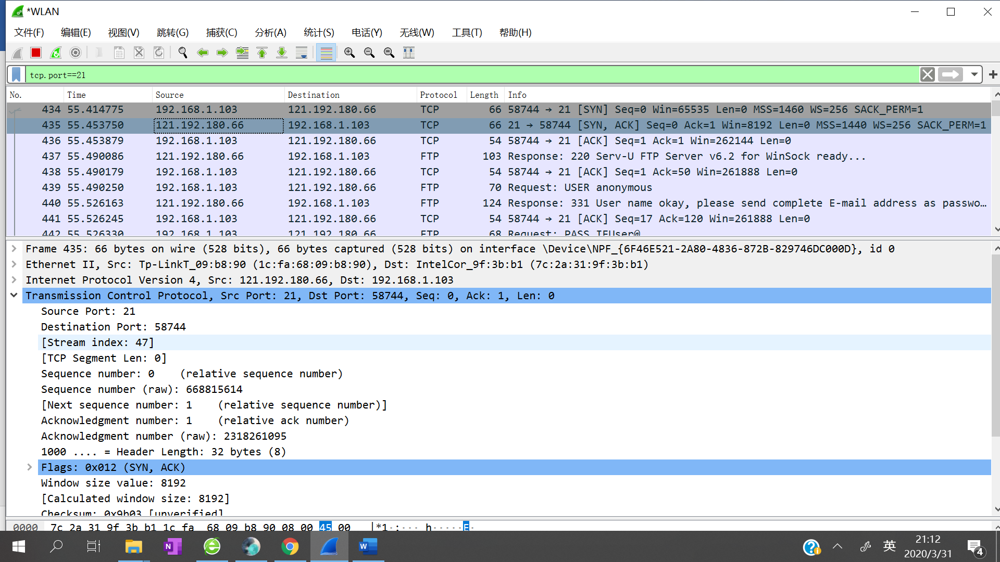 *WLAN
文件(F) 编辑(E) 视图(V) 跳转(G) 捕获(C) 分析(A) 统计(S) 电话(Y) 无线(W) 工具(T) 帮助(H)
tcp.port==21
No. Time Source Destination Protocol Length Info
434 55.414775 192.168.1.103 121.192.180.66 TCP 66 58744 → 21 [SYN] Seq=0 Win=65535 Len=0 MSS=1460 WS=256 SACK_PERM=1
435 55.453750 121.192.180.66 192.168.1.103 TCP 66 21 → 58744 [SYN, ACK] Seq=0 Ack=1 Win=8192 Len=0 MSS=1440 WS=256 SACK_PERM=1
436 55.453879 192.168.1.103 121.192.180.66 TCP 54 58744 → 21 [ACK] Seq=1 Ack=1 Win=262144 Len=0
437 55.490086 121.192.180.66 192.168.1.103 FTP 103 Response: 220 Serv-U FTP Server v6.2 for WinSock ready...
438 55.490179 192.168.1.103 121.192.180.66 TCP 54 58744 → 21 [ACK] Seq=1 Ack=50 Win=261888 Len=0
439 55.490250 192.168.1.103 121.192.180.66 FTP 70 Request: USER anonymous
440 55.526163 121.192.180.66 192.168.1.103 FTP 124 Response: 331 User name okay, please send complete E-mail address as passwo…
441 55.526245 192.168.1.103 121.192.180.66 TCP 54 58744 → 21 [ACK] Seq=17 Ack=120 Win=261888 Len=0
442 55.526330 192.168.1.103 121.192.180.66 FTP 68 Request: PASS IEUser@
Frame 435: 66 bytes on wire (528 bits), 66 bytes captured (528 bits) on interface \Device\NPF_{6F46E521-2A80-4836-872B-829746DC000D}, id 0
Ethernet II, Src: Tp-LinkT_09:b8:90 (1c:fa:68:09:b8:90), Dst: IntelCor_9f:3b:b1 (7c:2a:31:9f:3b:b1)
Internet Protocol Version 4, Src: 121.192.180.66, Dst: 192.168.1.103
Transmission Control Protocol, Src Port: 21, Dst Port: 58744, Seq: 0, Ack: 1, Len: 0
Source Port: 21
Destination Port: 58744
[Stream index: 47]
[TCP Segment Len: 0]
Sequence number: 0 (relative sequence number)
Sequence number (raw): 668815614
[Next sequence number: 1 (relative sequence number)]
Acknowledgment number: 1 (relative ack number)
Acknowledgment number (raw): 2318261095
1000 .... = Header Length: 32 bytes (8)
Flags: 0x012 (SYN, ACK)
Window size value: 8192
[Calculated window size: 8192]
Checksum: 0x9b03 [unverified]
0000 7c 2a 31 9f 3b b1 1c fa 68 09 b8 90 08 00 45 00 |*1·;··· h·····E·
英
21:12
2020/3/31
4